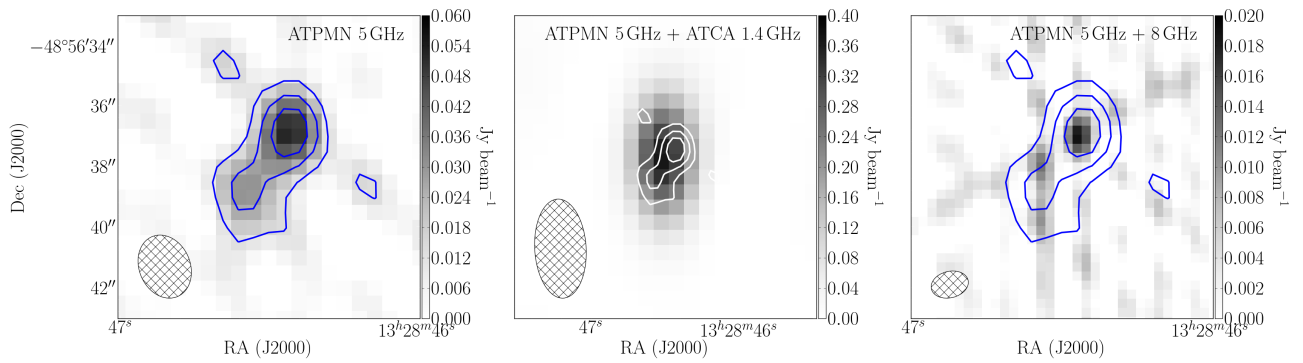 ATPMN 5 GHz
Dec (J2000)
−48°56′34″
36″
38″
40″
42″
47ˢ
13ʰ28ᵐ46ˢ
RA (J2000)
0.060
0.054
0.048
0.042
0.036
0.030
0.024
0.018
0.012
0.006
0.00
Jy beam⁻¹
ATPMN 5 GHz + ATCA 1.4 GHz
47ˢ
13ʰ28ᵐ46ˢ
RA (J2000)
0.40
0.36
0.32
0.28
0.24
0.20
0.16
0.12
0.08
0.04
0.00
Jy beam⁻¹
ATPMN 5 GHz + 8 GHz
47ˢ
13ʰ28ᵐ46ˢ
RA (J2000)
0.020
0.018
0.016
0.014
0.012
0.010
0.008
0.006
0.004
0.002
0.00
Jy beam⁻¹